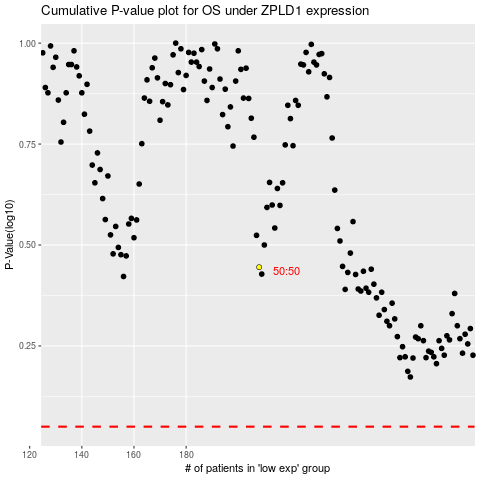 Cumulative P-value plot for OS under ZPLD1 expression
P-Value(log10)
1.00
0.75
0.50
0.25
50:50
120 140 160 180
# of patients in 'low exp' group